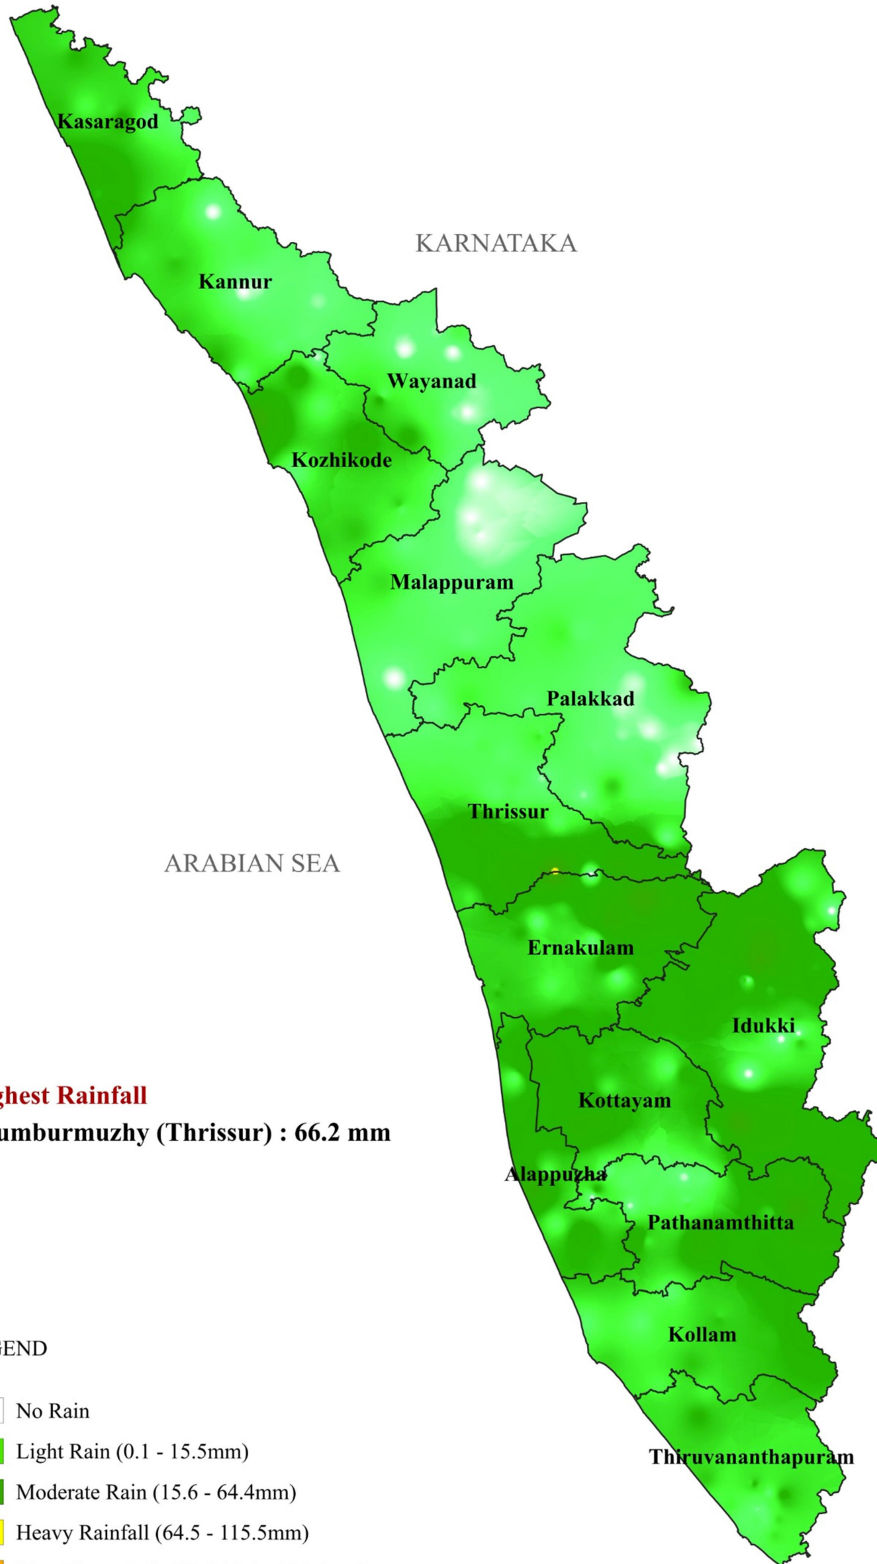 Kasaragod
KARNATAKA
Kannur
Wayanad
Kozhikode
Malappuram
Palakkad
Thrissur
ARABIAN SEA
Ernakulam
Idukki
ghest Rainfall
Kottayam
umburmuzhy (Thrissur) : 66.2 mm
Alappuzha
Pathanamthitta
Kollam
GEND
No Rain
Light Rain (0.1 - 15.5mm)
Thiruvananthapuram
Moderate Rain (15.6 - 64.4mm)
Heavy Rainfall (64.5 - 115.5mm)